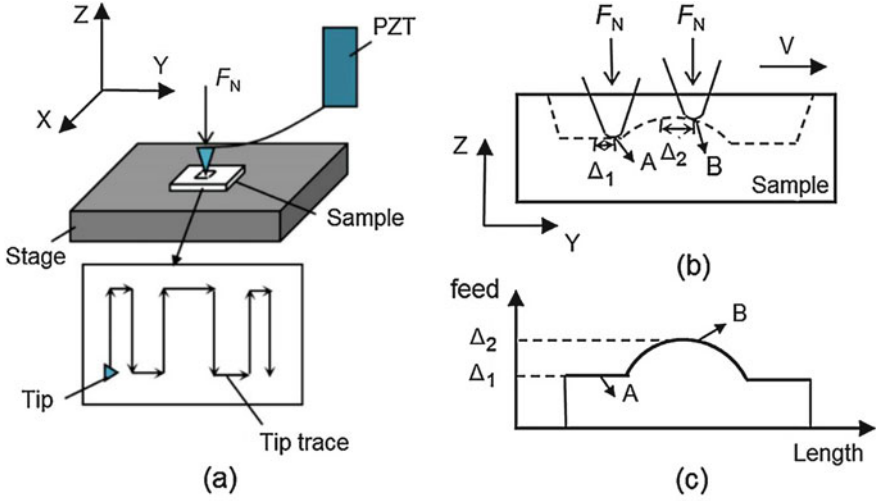 Z
Y
X
F_N
PZT
Sample
Stage
Tip
Tip trace
(a)
F_N F_N
V
Z
Δ₁ A Δ₂ B
Sample
Y
(b)
feed
B
Δ₂
Δ₁
A
Length
(c)